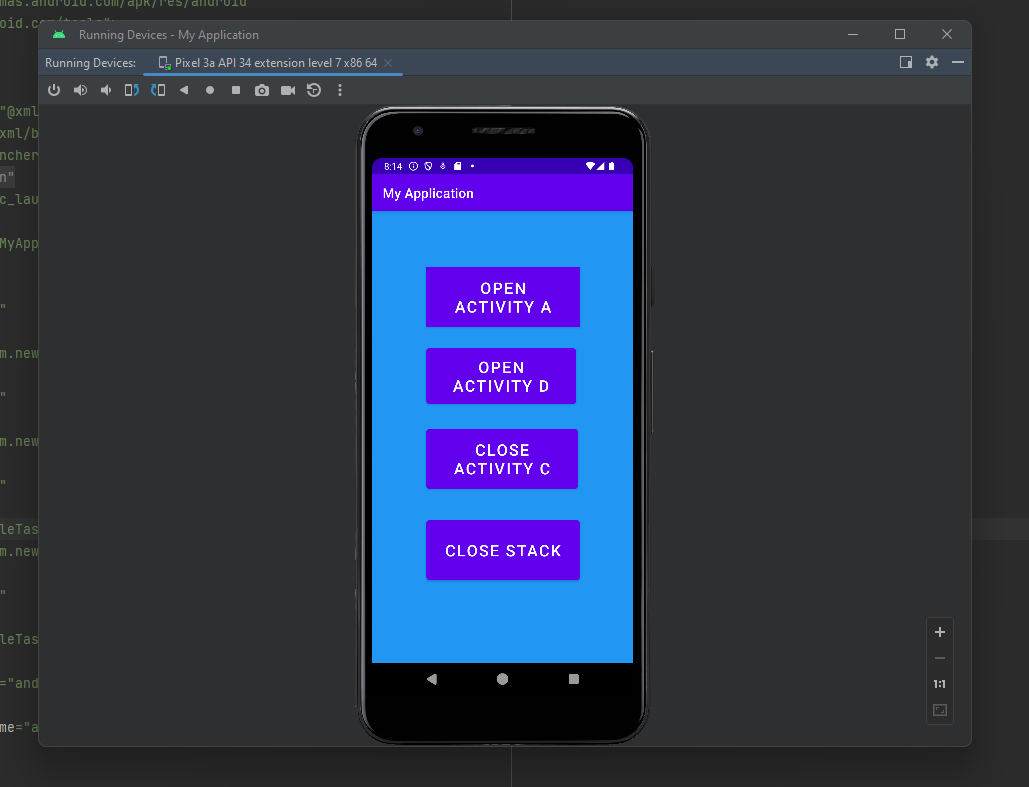 mas.android.com/apk/res/android
oid.com/tools">
Running Devices - My Application
Running Devices:
Pixel 3a API 34 extension level 7 x86 64
"@xml
xml/b
ncher
n"
c_lau
MyApp
"
m.new
"
m.new
"
leTas
m.new
"
leTas
="and
me="a
8:14
My Application
OPEN
ACTIVITY A
OPEN
ACTIVITY D
CLOSE
ACTIVITY C
CLOSE STACK
1:1